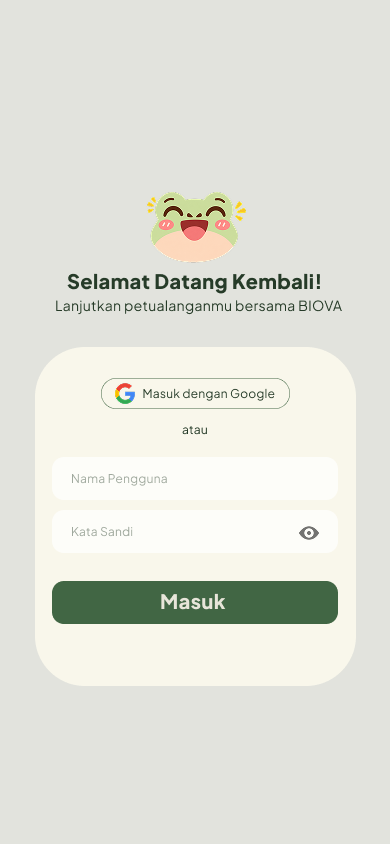 Selamat Datang Kembali!
Lanjutkan petualanganmu bersama BIOVA
Masuk dengan Google
atau
Nama Pengguna
Kata Sandi
Masuk